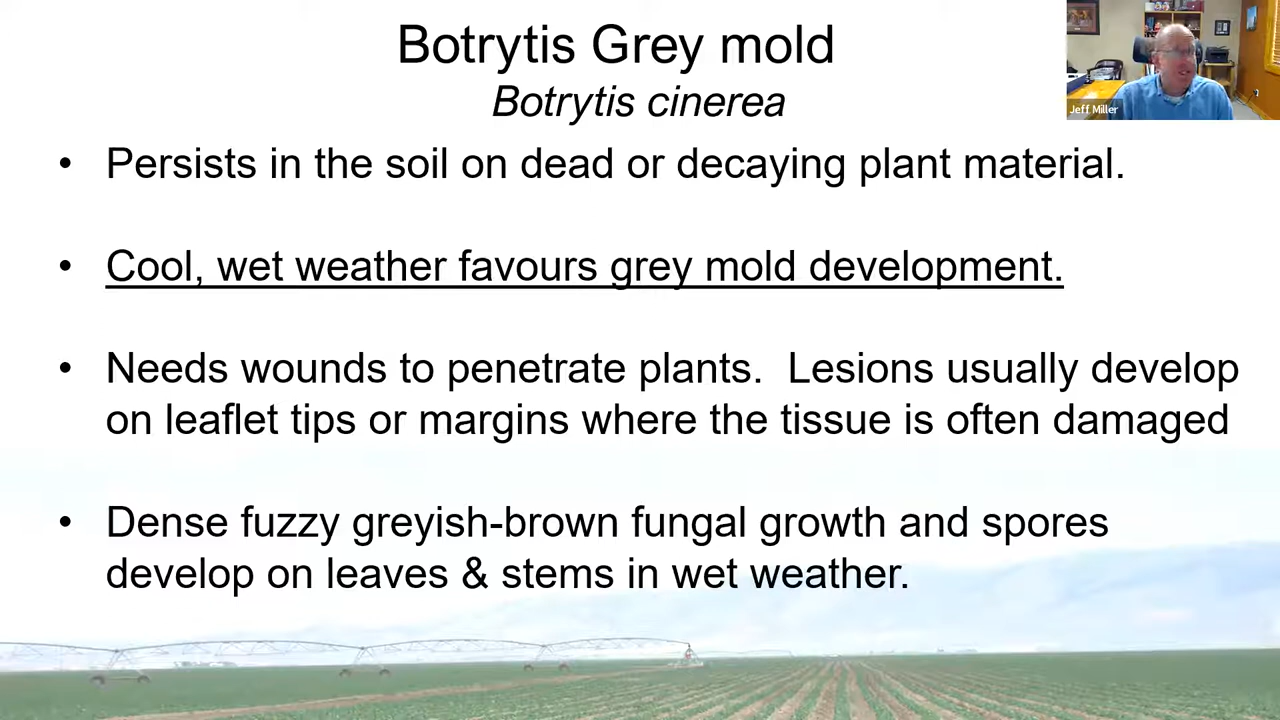 Botrytis Grey mold
Botrytis cinerea
Jeff Miller
• Persists in the soil on dead or decaying plant material.
• Cool, wet weather favours grey mold development.
• Needs wounds to penetrate plants.  Lesions usually develop
on leaflet tips or margins where the tissue is often damaged
• Dense fuzzy greyish-brown fungal growth and spores
develop on leaves & stems in wet weather.